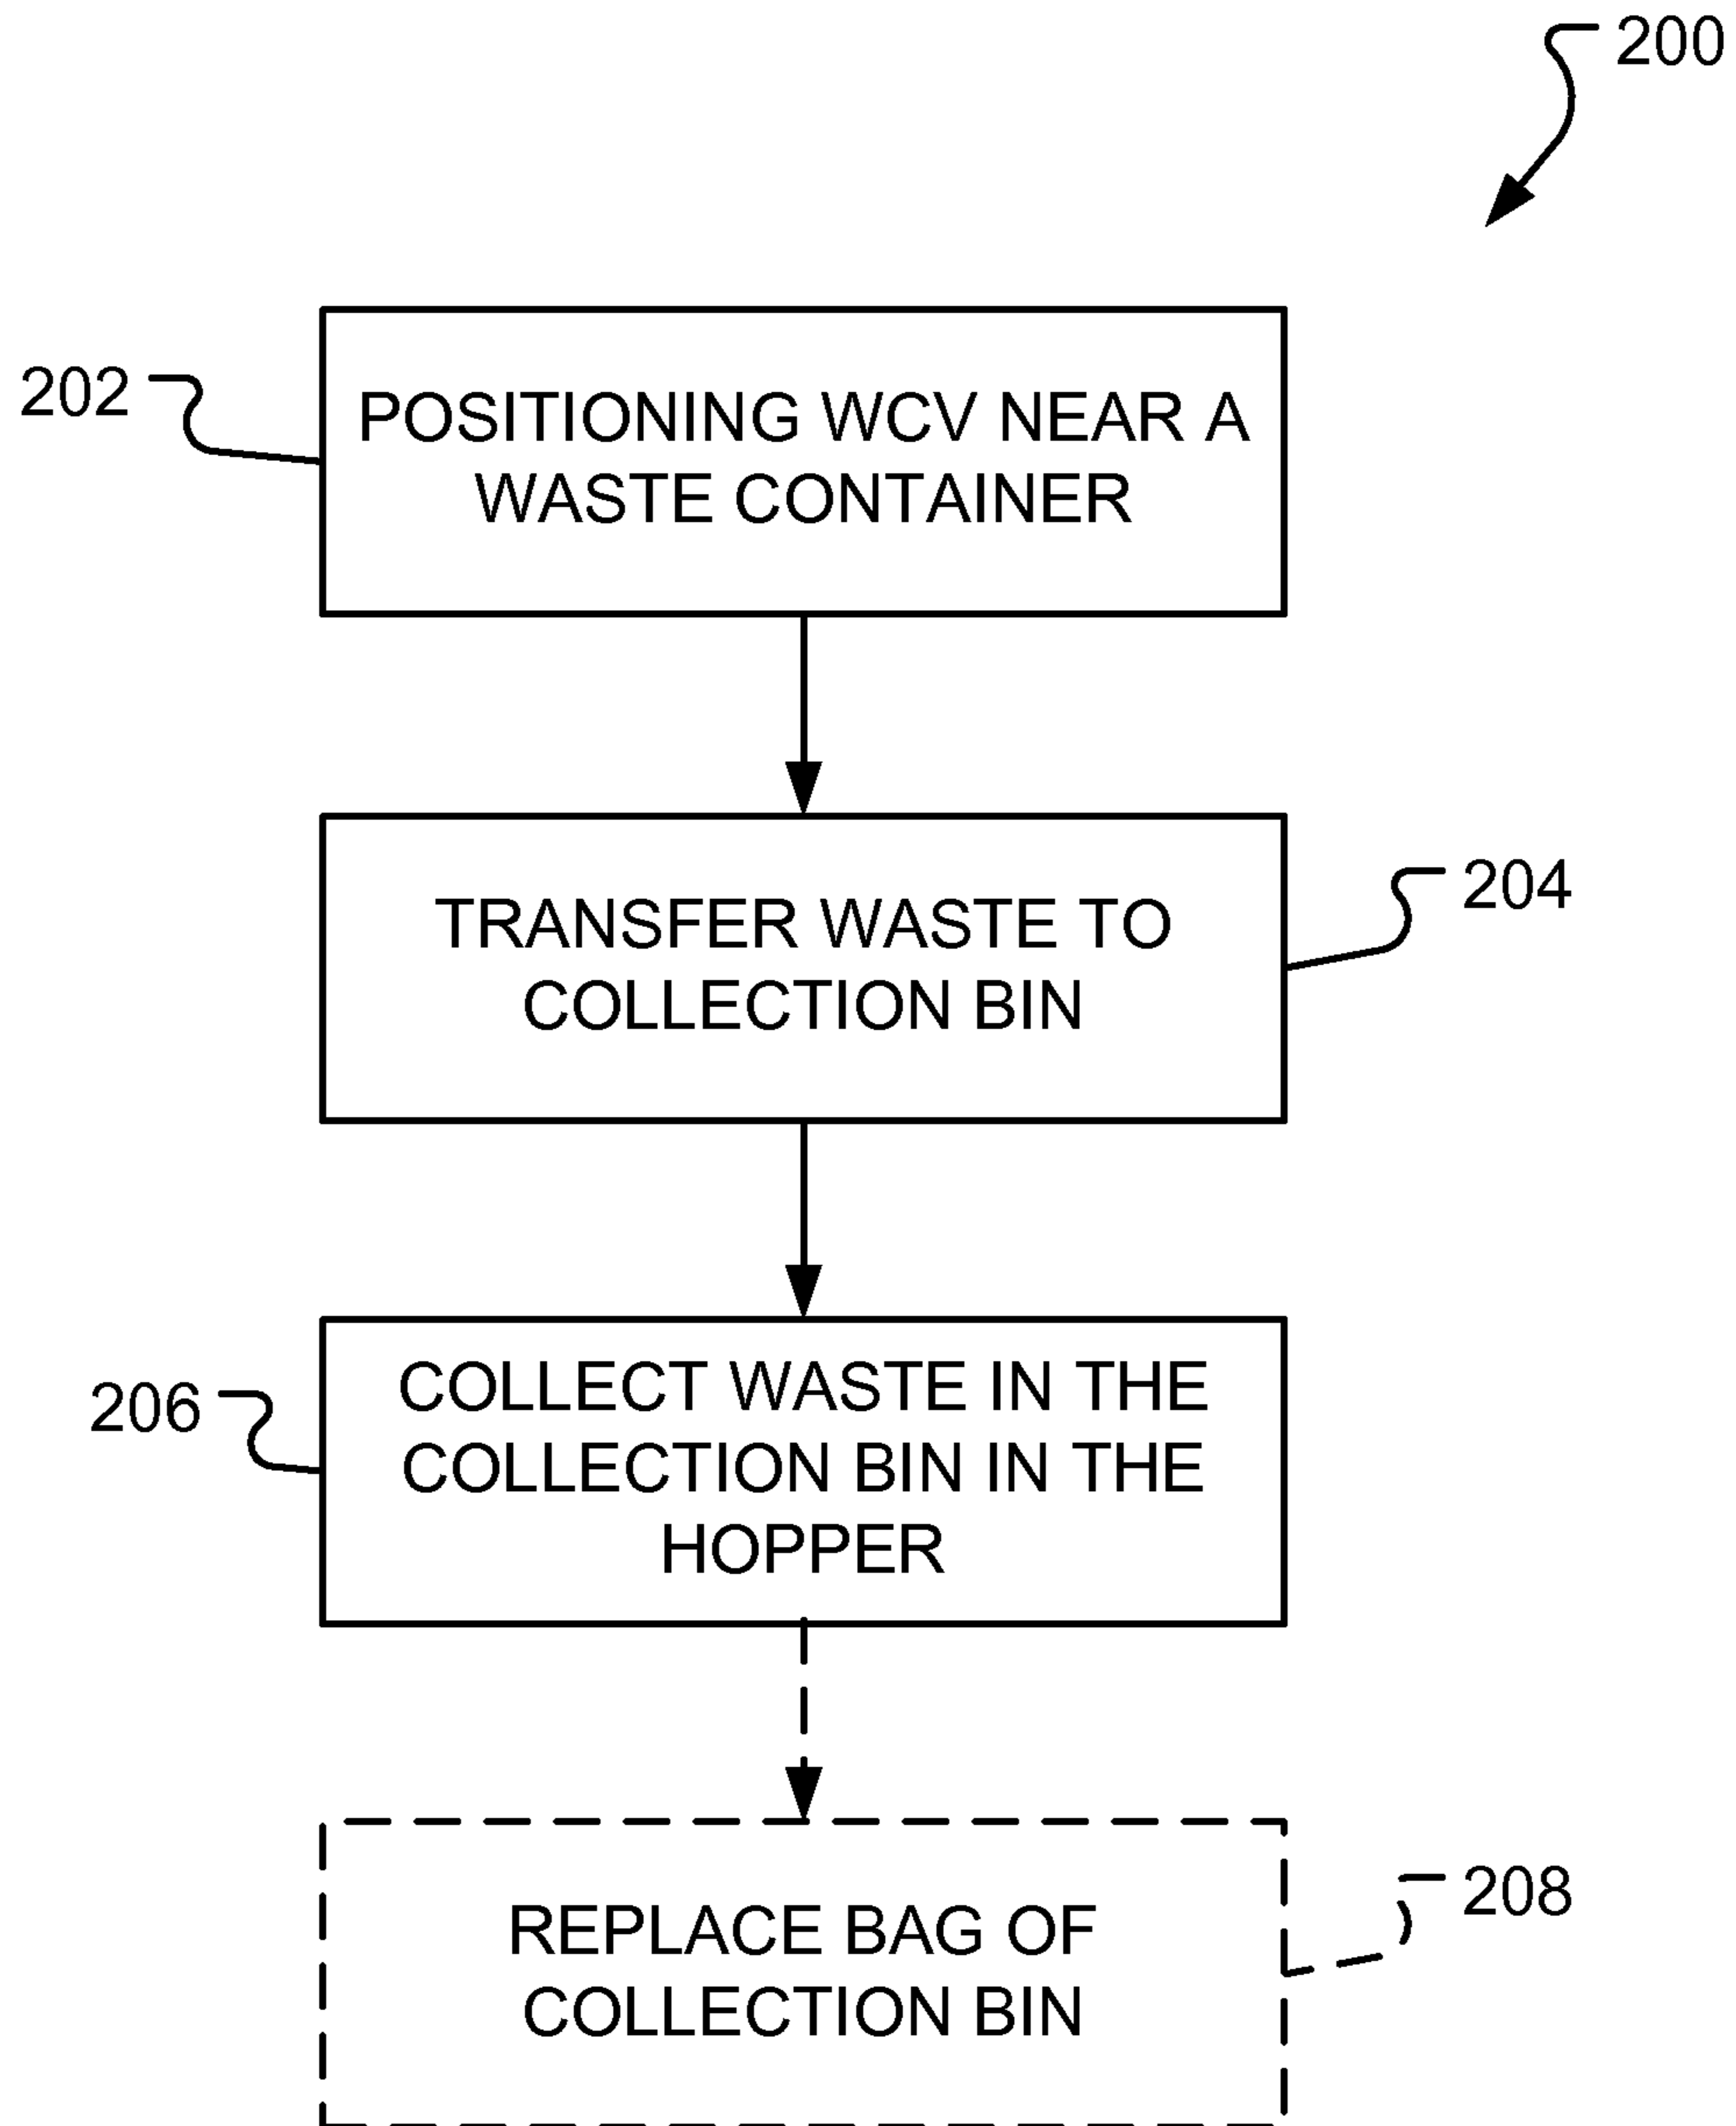 200
202
POSITIONING WCV NEAR A
WASTE CONTAINER
TRANSFER WASTE TO
COLLECTION BIN
204
206
COLLECT WASTE IN THE
COLLECTION BIN IN THE
HOPPER
REPLACE BAG OF
COLLECTION BIN
208